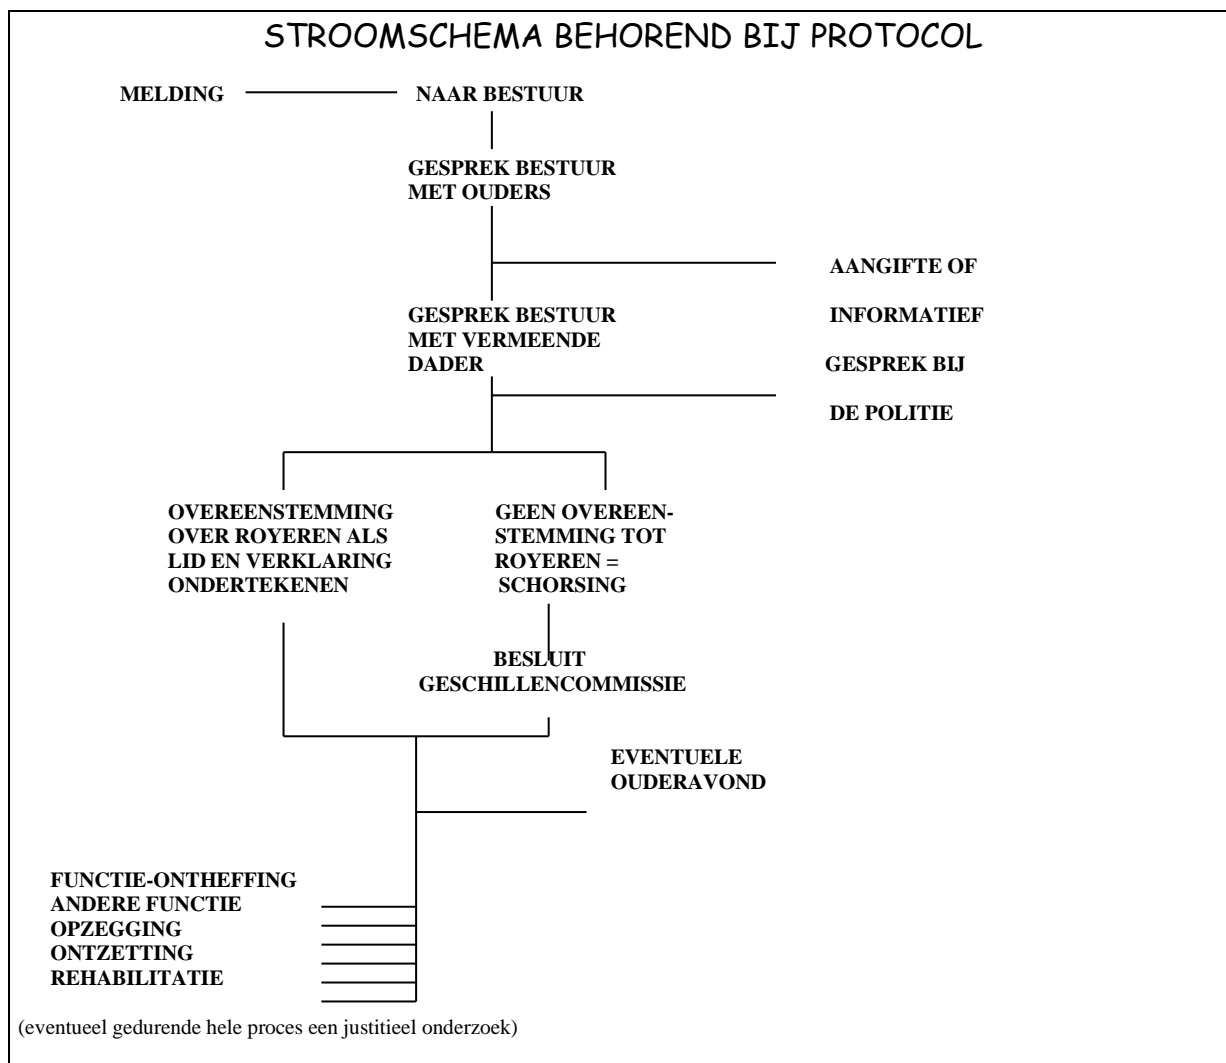 STROOMSCHEMA BEHOREND BIJ PROTOCOL
MELDING
NAAR BESTUUR
GESPREK BESTUUR
MET OUDERS
AANGIFTE OF
INFORMATIEF
GESPREK BIJ
DE POLITIE
GESPREK BESTUUR
MET VERMEENDE
DADER
OVEREENSTEMMING
OVER ROYEREN ALS
LID EN VERKLARING
ONDERTEKENEN
GEEN OVEREEN-
STEMMING TOT
ROYEREN =
SCHORSING
BESLUIT
GESCHILLENCOMMISSIE
EVENTUELE
OUDERAVOND
FUNCTIE-ONTHEFFING
ANDERE FUNCTIE
OPZEGGING
ONTZETTING
REHABILITATIE
(eventueel gedurende hele proces een justitieel onderzoek)